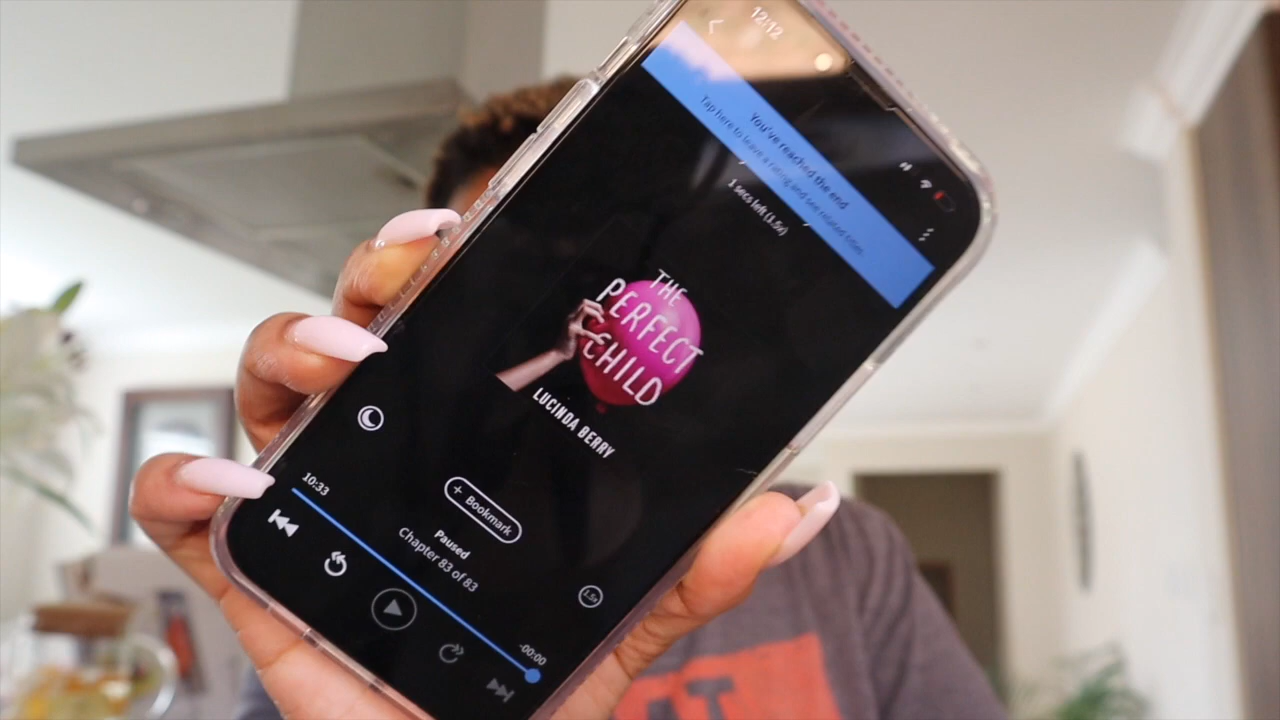 12:12
You've reached the end
Tap here to leave a rating and see related titles.
1 secs left (1.5x)
THE
PERFECT
CHILD
LUCINDA BERRY
+ Bookmark
Paused
Chapter 83 of 83
10:33
-00:00
1.5x